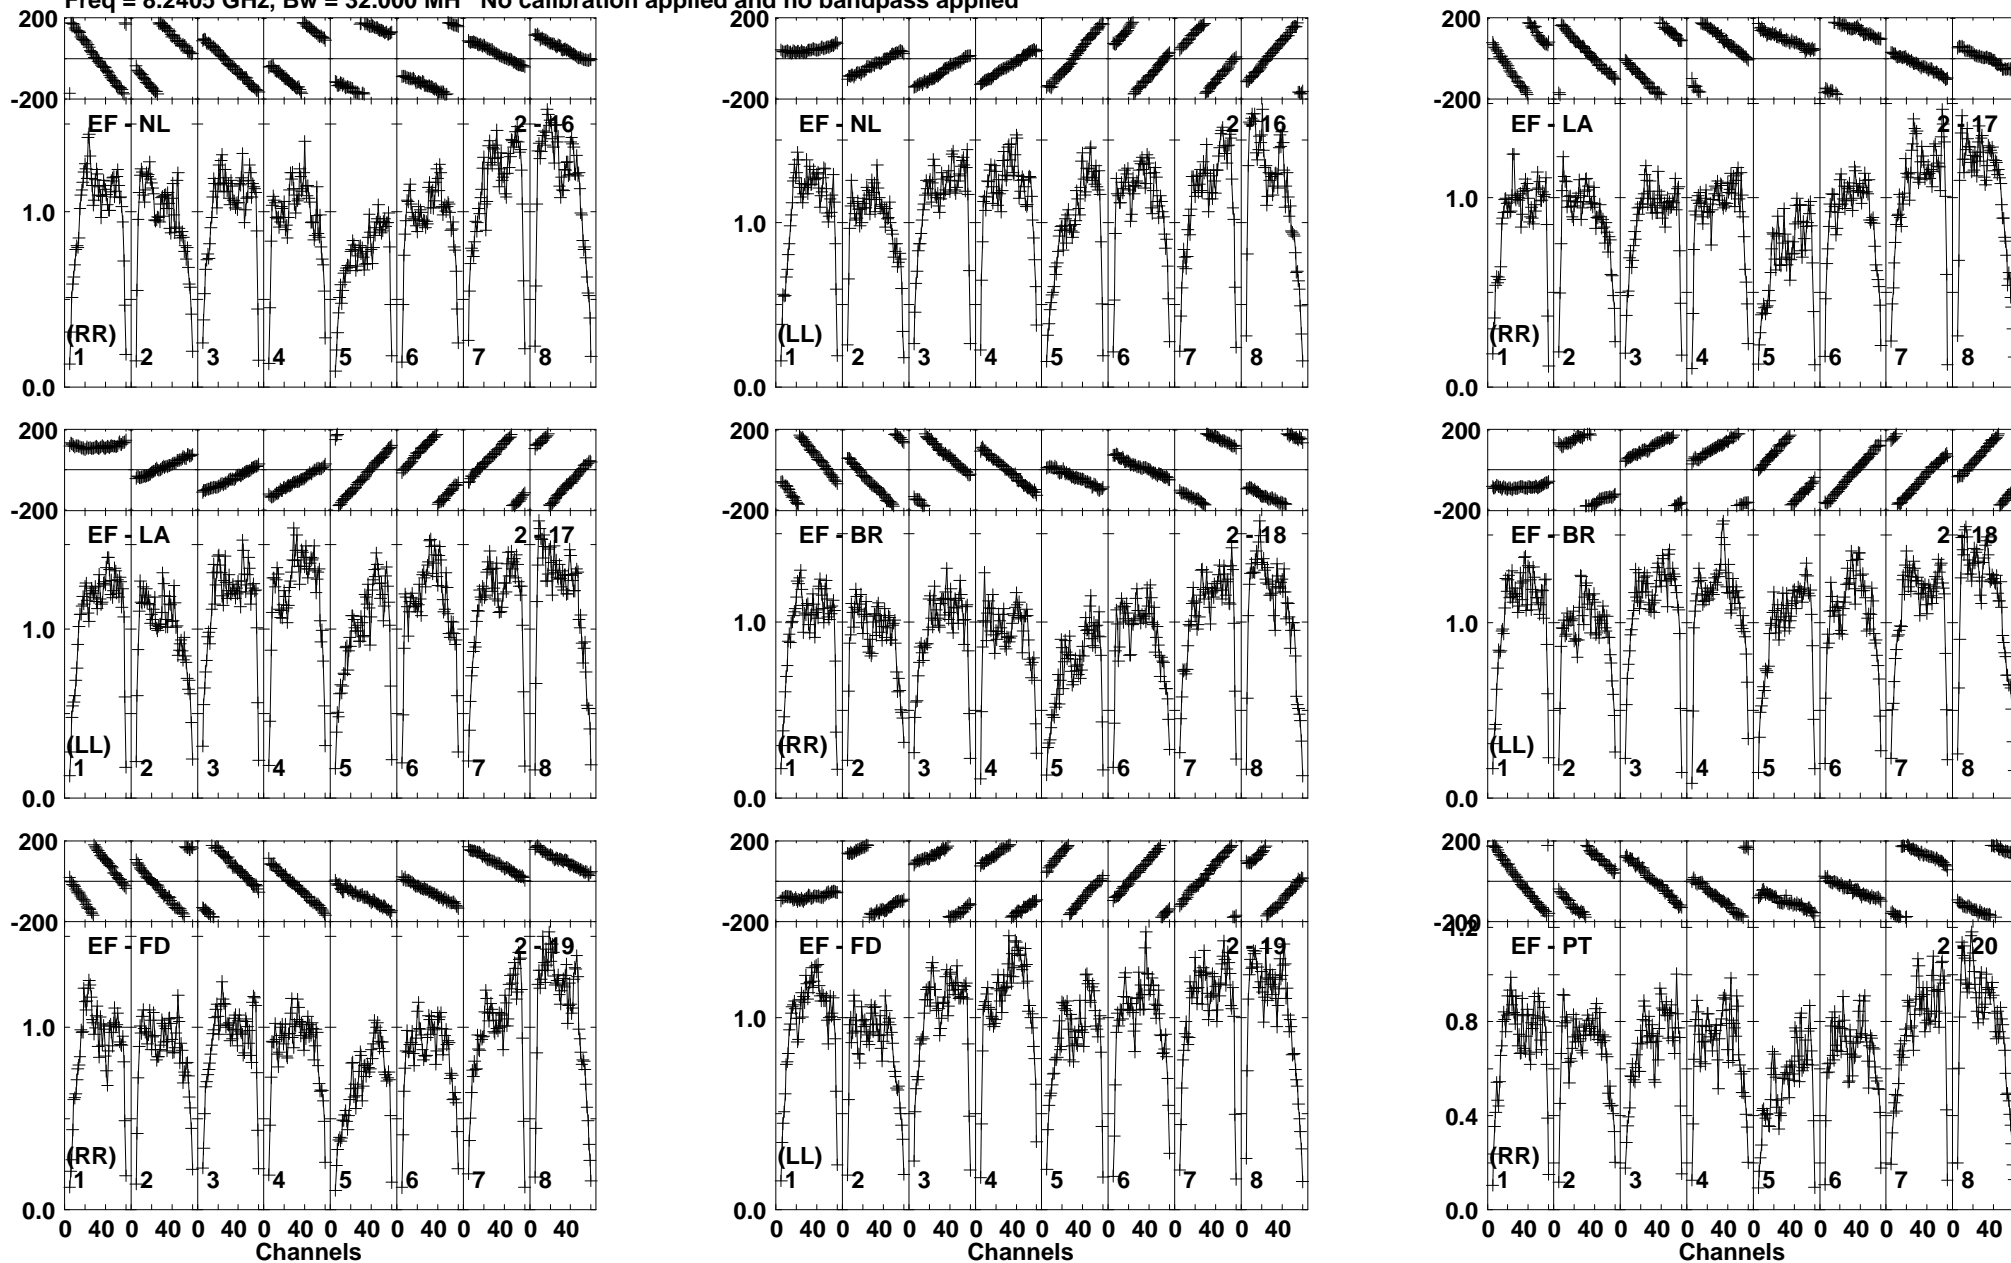 Freq = 8.2405 GHz, Bw = 32.000 MH No calibration applied and no bandpass applied
200 200 200
-200 -200 -200
EF - NL 2 - 16 EF - NL 2 - 16 EF - LA 2 - 17
1.0 1.0 1.0
(RR) (LL) (RR)
1 2 3 4 5 6 7 8 1 2 3 4 5 6 7 8 1 2 3 4 5 6 7 8
0.0 0.0 0.0
200 200 200
-200 -200 -200
EF - LA 2 - 17 EF - BR 2 - 18 EF - BR 2 - 18
1.0 1.0 1.0
(LL) (RR) (LL)
1 2 3 4 5 6 7 8 1 2 3 4 5 6 7 8 1 2 3 4 5 6 7 8
0.0 0.0 0.0
200 200 200
-200 -200 -200
1.2
EF - FD 2 - 19 EF - FD 2 - 19 EF - PT 2 - 20
1.0 1.0 0.8
0.4
(RR) (LL) (RR)
1 2 3 4 5 6 7 8 1 2 3 4 5 6 7 8 1 2 3 4 5 6 7 8
0.0 0.0 0.0
0 40 0 40 0 40 0 40 0 40 0 40 0 40 0 40 0 40 0 40 0 40 0 40 0 40 0 40 0 40 0 40 0 40 0 40 0 40 0 40 0 40 0 40 0 40 0 40
Channels Channels Channels